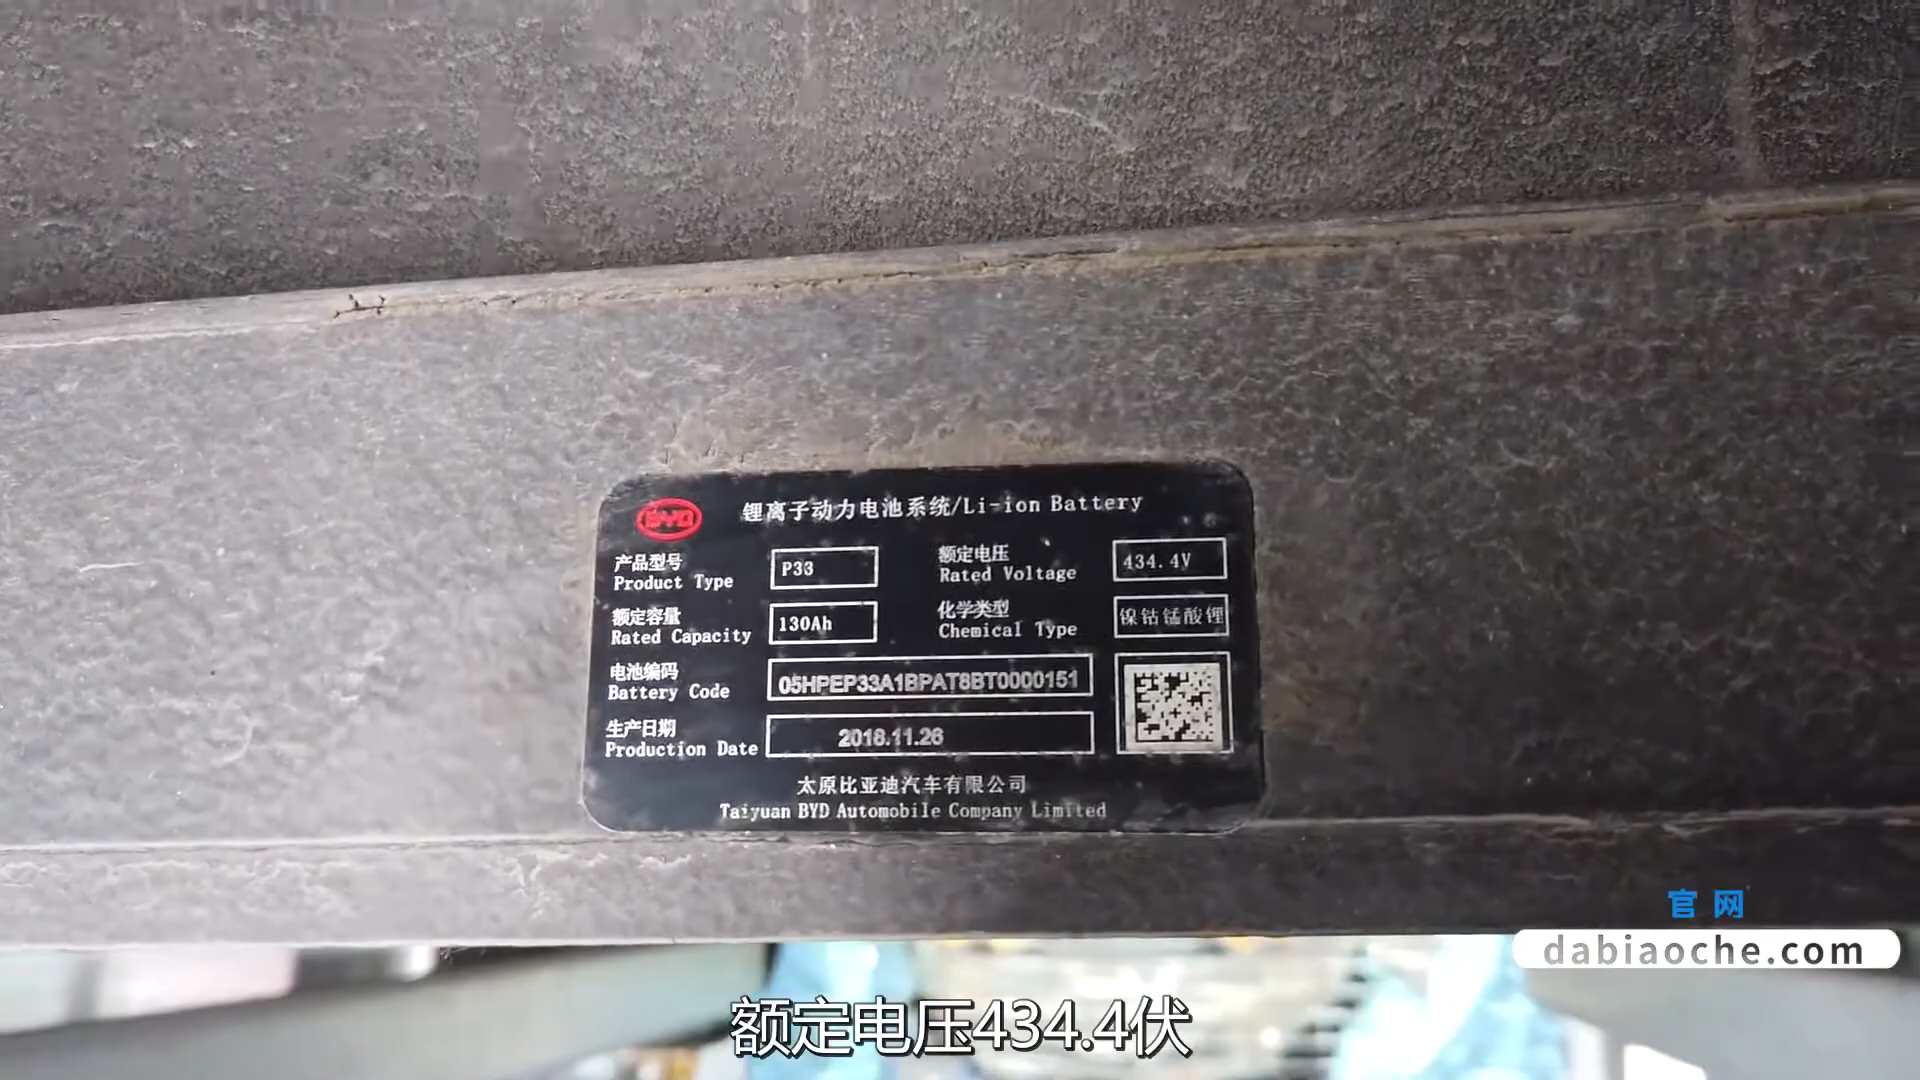 BYD
锂离子动力电池系统/Li-ion Battery
产品型号
Product Type
P33
额定电压
Rated Voltage
434.4V
额定容量
Rated Capacity
130Ah
化学类型
Chemical Type
镍钴锰酸锂
电池编码
Battery Code
05HPEP33A1BPAT8BT0000151
生产日期
Production Date
2018.11.26
太原比亚迪汽车有限公司
Taiyuan BYD Automobile Company Limited
官网
dabiaoche.com
额定电压434.4伏